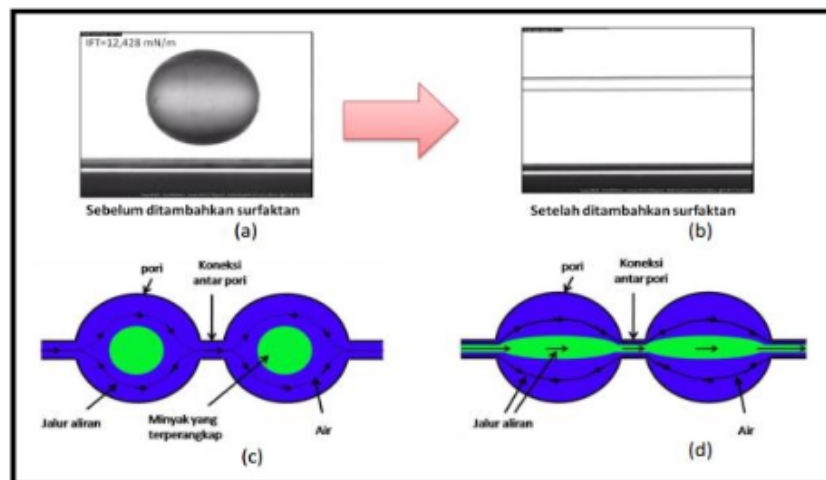 IFT=12,428 mN/m
Sebelum ditambahkan surfaktan
(a)
Setelah ditambahkan surfaktan
(b)
pori
Koneksi
antar pori
Jalur aliran
Minyak yang
terperangkap
Air
(c)
pori
Koneksi
antar pori
Jalur aliran
Air
(d)